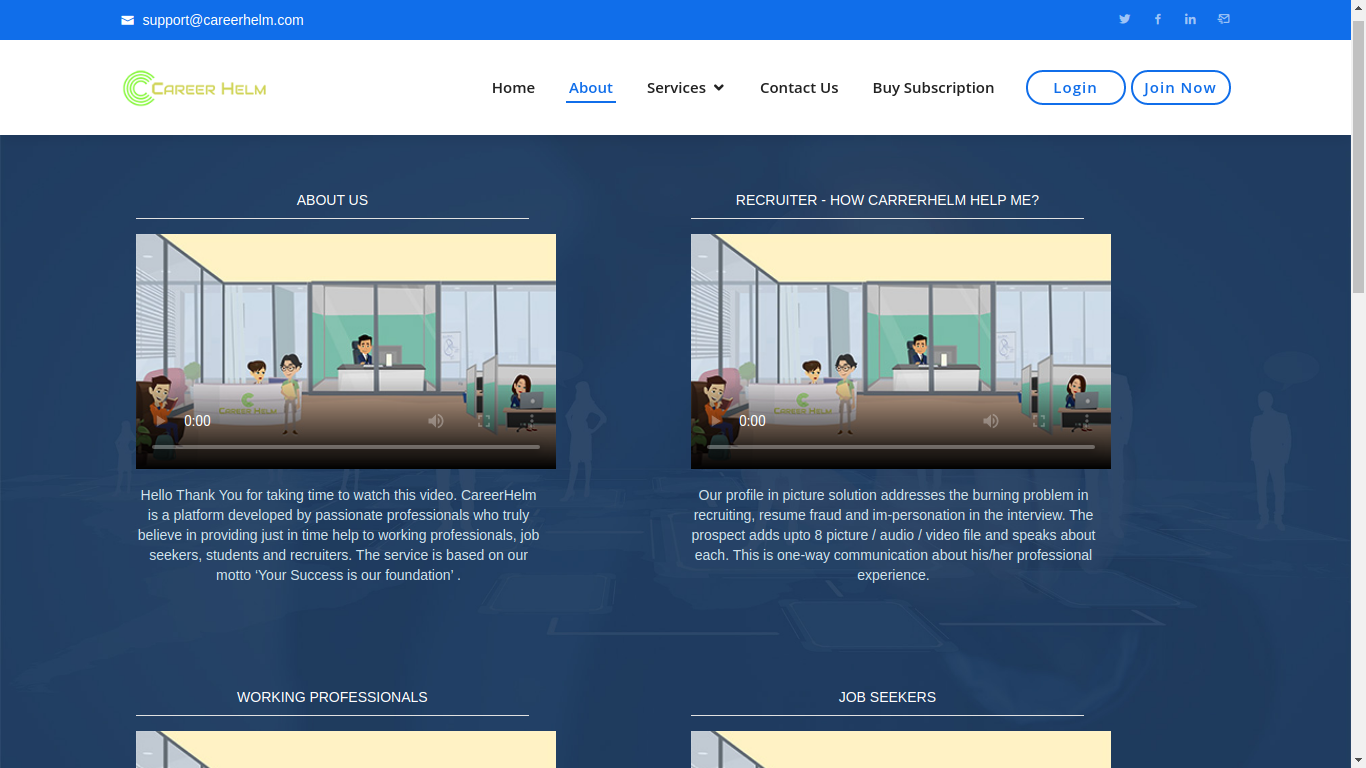 support@careerhelm.com
CAREER HELM
Home
About
Services
Contact Us
Buy Subscription
Login
Join Now
ABOUT US
CAREER HELM
0:00
Hello Thank You for taking time to watch this video. CareerHelm
is a platform developed by passionate professionals who truly
believe in providing just in time help to working professionals, job
seekers, students and recruiters. The service is based on our
motto ‘Your Success is our foundation’ .
RECRUITER - HOW CARRERHELM HELP ME?
CAREER HELM
0:00
Our profile in picture solution addresses the burning problem in
recruiting, resume fraud and im-personation in the interview. The
prospect adds upto 8 picture / audio / video file and speaks about
each. This is one-way communication about his/her professional
experience.
WORKING PROFESSIONALS
JOB SEEKERS